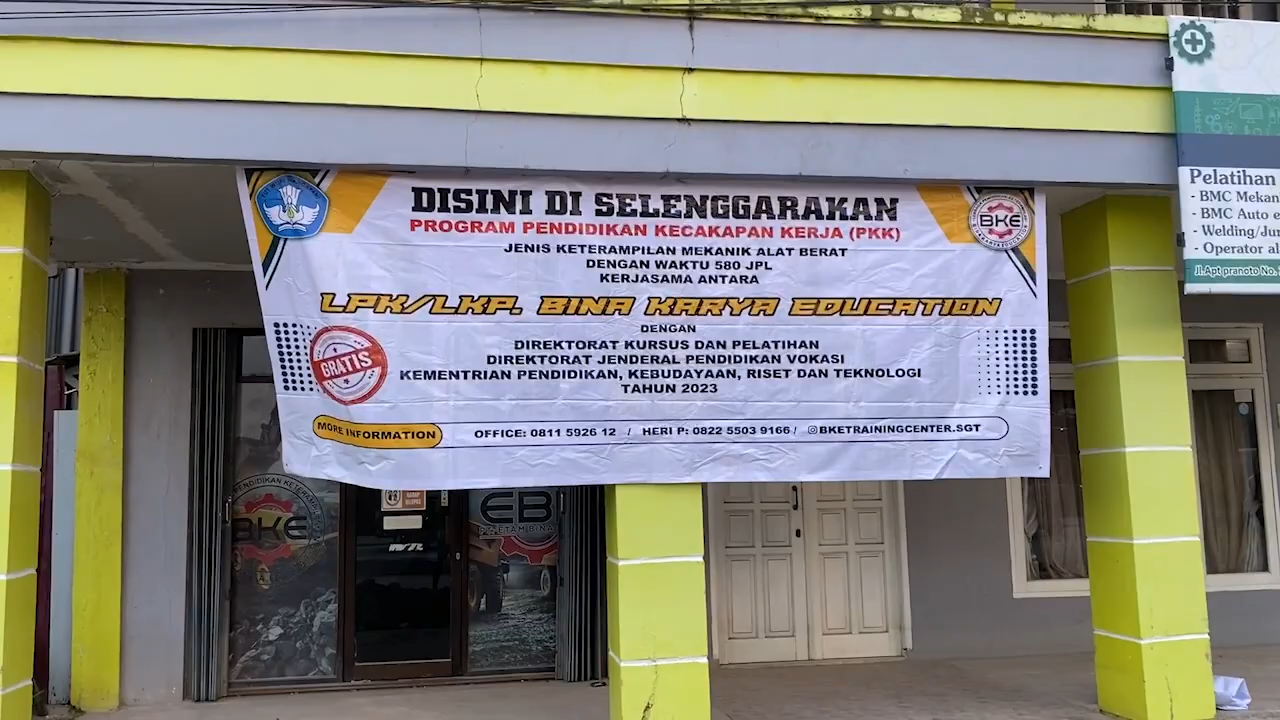 DISINI DI SELENGGARAKAN
PROGRAM PENDIDIKAN KECAKAPAN KERJA (PKK)
JENIS KETERAMPILAN MEKANIK ALAT BERAT
DENGAN WAKTU 580 JPL
KERJASAMA ANTARA
LPK/LKP. BINA KARYA EDUCATION
DENGAN
DIREKTORAT KURSUS DAN PELATIHAN
DIREKTORAT JENDERAL PENDIDIKAN VOKASI
KEMENTRIAN PENDIDIKAN, KEBUDAYAAN, RISET DAN TEKNOLOGI
TAHUN 2023
GRATIS
MORE INFORMATION
OFFICE: 0811 5926 12 / HERI P: 0822 5503 9166 / BKETRAININGCENTER.SGT
BKE
Pelatihan
- BMC Mekan
- BMC Auto
- Welding/Jur
- Operator al
Jl.Apt pranoto No.
BKE
EB